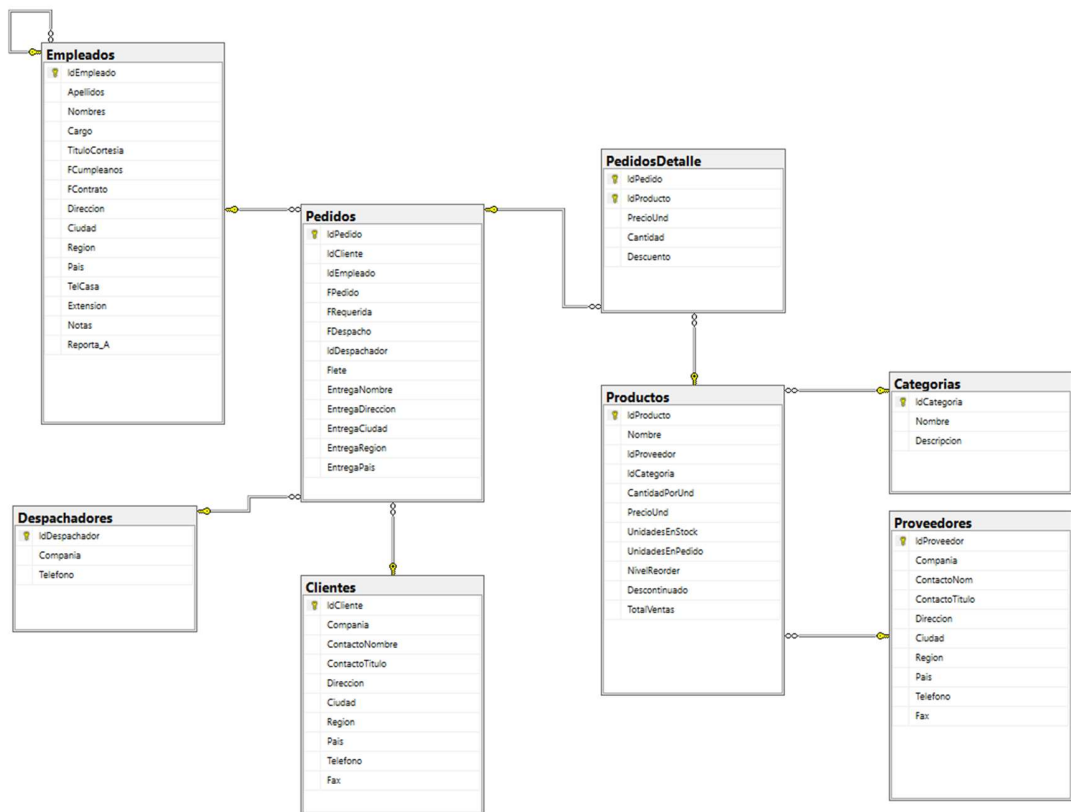 Empleados
IdEmpleado
Apellidos
Nombres
Cargo
TituloCortesia
FCumpleanos
FContrato
Direccion
Ciudad
Region
Pais
TelCasa
Extension
Notas
Reporta_A
Pedidos
IdPedido
IdCliente
IdEmpleado
FPedido
FRequerida
FDespacho
IdDespachador
Flete
EntregaNombre
EntregaDireccion
EntregaCiudad
EntregaRegion
EntregaPais
PedidosDetalle
IdPedido
IdProducto
PrecioUnd
Cantidad
Descuento
Productos
IdProducto
Nombre
IdProveedor
IdCategoria
CantidadPorUnd
PrecioUnd
UnidadesEnStock
UnidadesEnPedido
NivelReorder
Descontinuado
TotalVentas
Categorias
IdCategoria
Nombre
Descripcion
Despachadores
IdDespachador
Compania
Telefono
Clientes
IdCliente
Compania
ContactoNombre
ContactoTitulo
Direccion
Ciudad
Region
Pais
Telefono
Fax
Proveedores
IdProveedor
Compania
ContactoNom
ContactoTitulo
Direccion
Ciudad
Region
Pais
Telefono
Fax